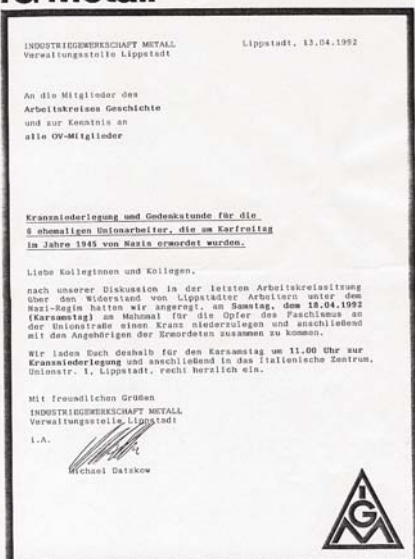 INDUSTRIEGEWERKSCHAFT METALL Lippstadt, 13.04.1992
Verwaltungsstelle Lippstadt
An die Mitglieder des
Arbeitskreises Geschichte
und zur Kenntnis an
alle OV-Mitglieder
Kranzniederlegung und Gedenkstunde für die
6 ehemaligen Unionarbeiter, die am Karfreitag
im Jahre 1945 von Nazis ermordet wurden.
Liebe Kolleginnen und Kollegen,
nach unserer Diskussion in der letzten Arbeitskreissitzung
über den Widerstand von Lippstädter Arbeitern unter dem
Nazi-Regim hatten wir angeregt, am Samstag, dem 18.04.1992
(Karsamstag) am Mahnmal für die Opfer des Faschismus an
der Unionstraße einen Kranz niederzulegen und anschließend
mit den Angehörigen der Ermordeten zusammen zu kommen.
Wir laden Euch deshalb für den Karsamstag um 11.00 Uhr zur
Kranzniederlegung und anschließend in das Italienische Zentrum,
Unionstr. 1, Lippstadt, recht herzlich ein.
Mit freundlichen Grüßen
INDUSTRIEGEWERKSCHAFT METALL
Verwaltungsstelle Lippstadt
i.A.
Michael Datzkow
IGM